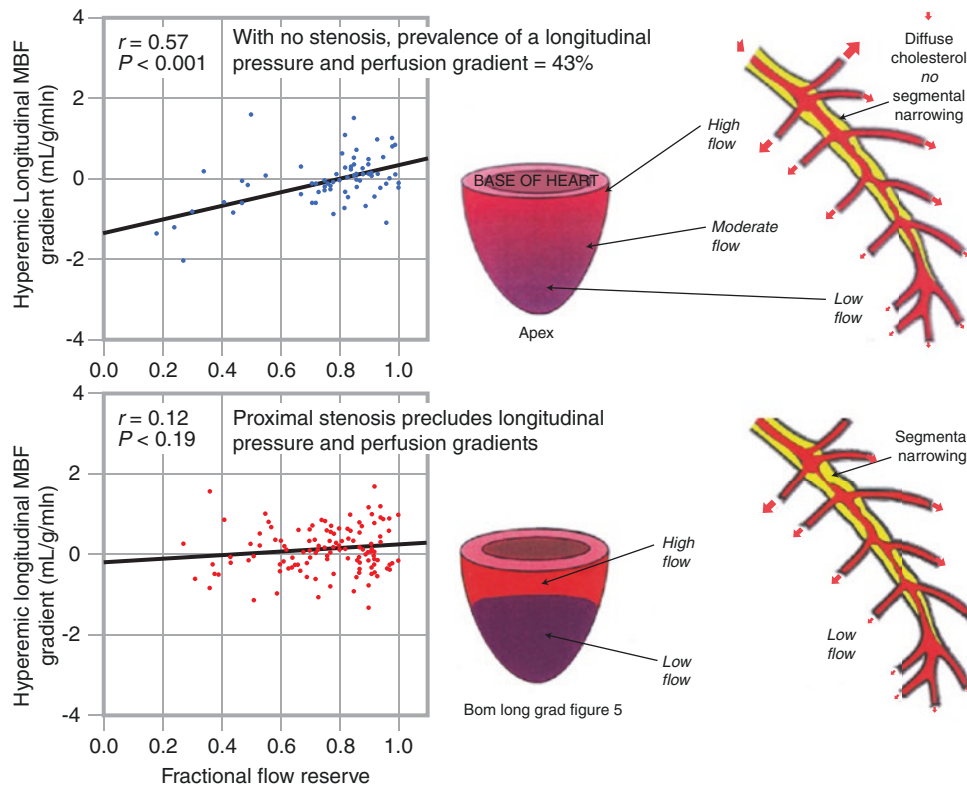 4
2
0
-2
-4
0.0
0.2
0.4
0.6
0.8
1.0
Hyperemic Longitudinal MBF
gradient (mL/g/mln)
r = 0.57
P < 0.001
With no stenosis, prevalence of a longitudinal
pressure and perfusion gradient = 43%
BASE OF HEART
Apex
High
flow
Moderate
flow
Low
flow
Diffuse
cholesterol
no
segmental
narrowing
4
2
0
-2
-4
0.0
0.2
0.4
0.6
0.8
1.0
Hyperemic longitudinal MBF
gradient (mL/g/mln)
Fractional flow reserve
r = 0.12
P < 0.19
Proximal stenosis precludes longitudinal
pressure and perfusion gradients
High
flow
Low
flow
Bom long grad figure 5
Segmenta
narrowing
Low
flow